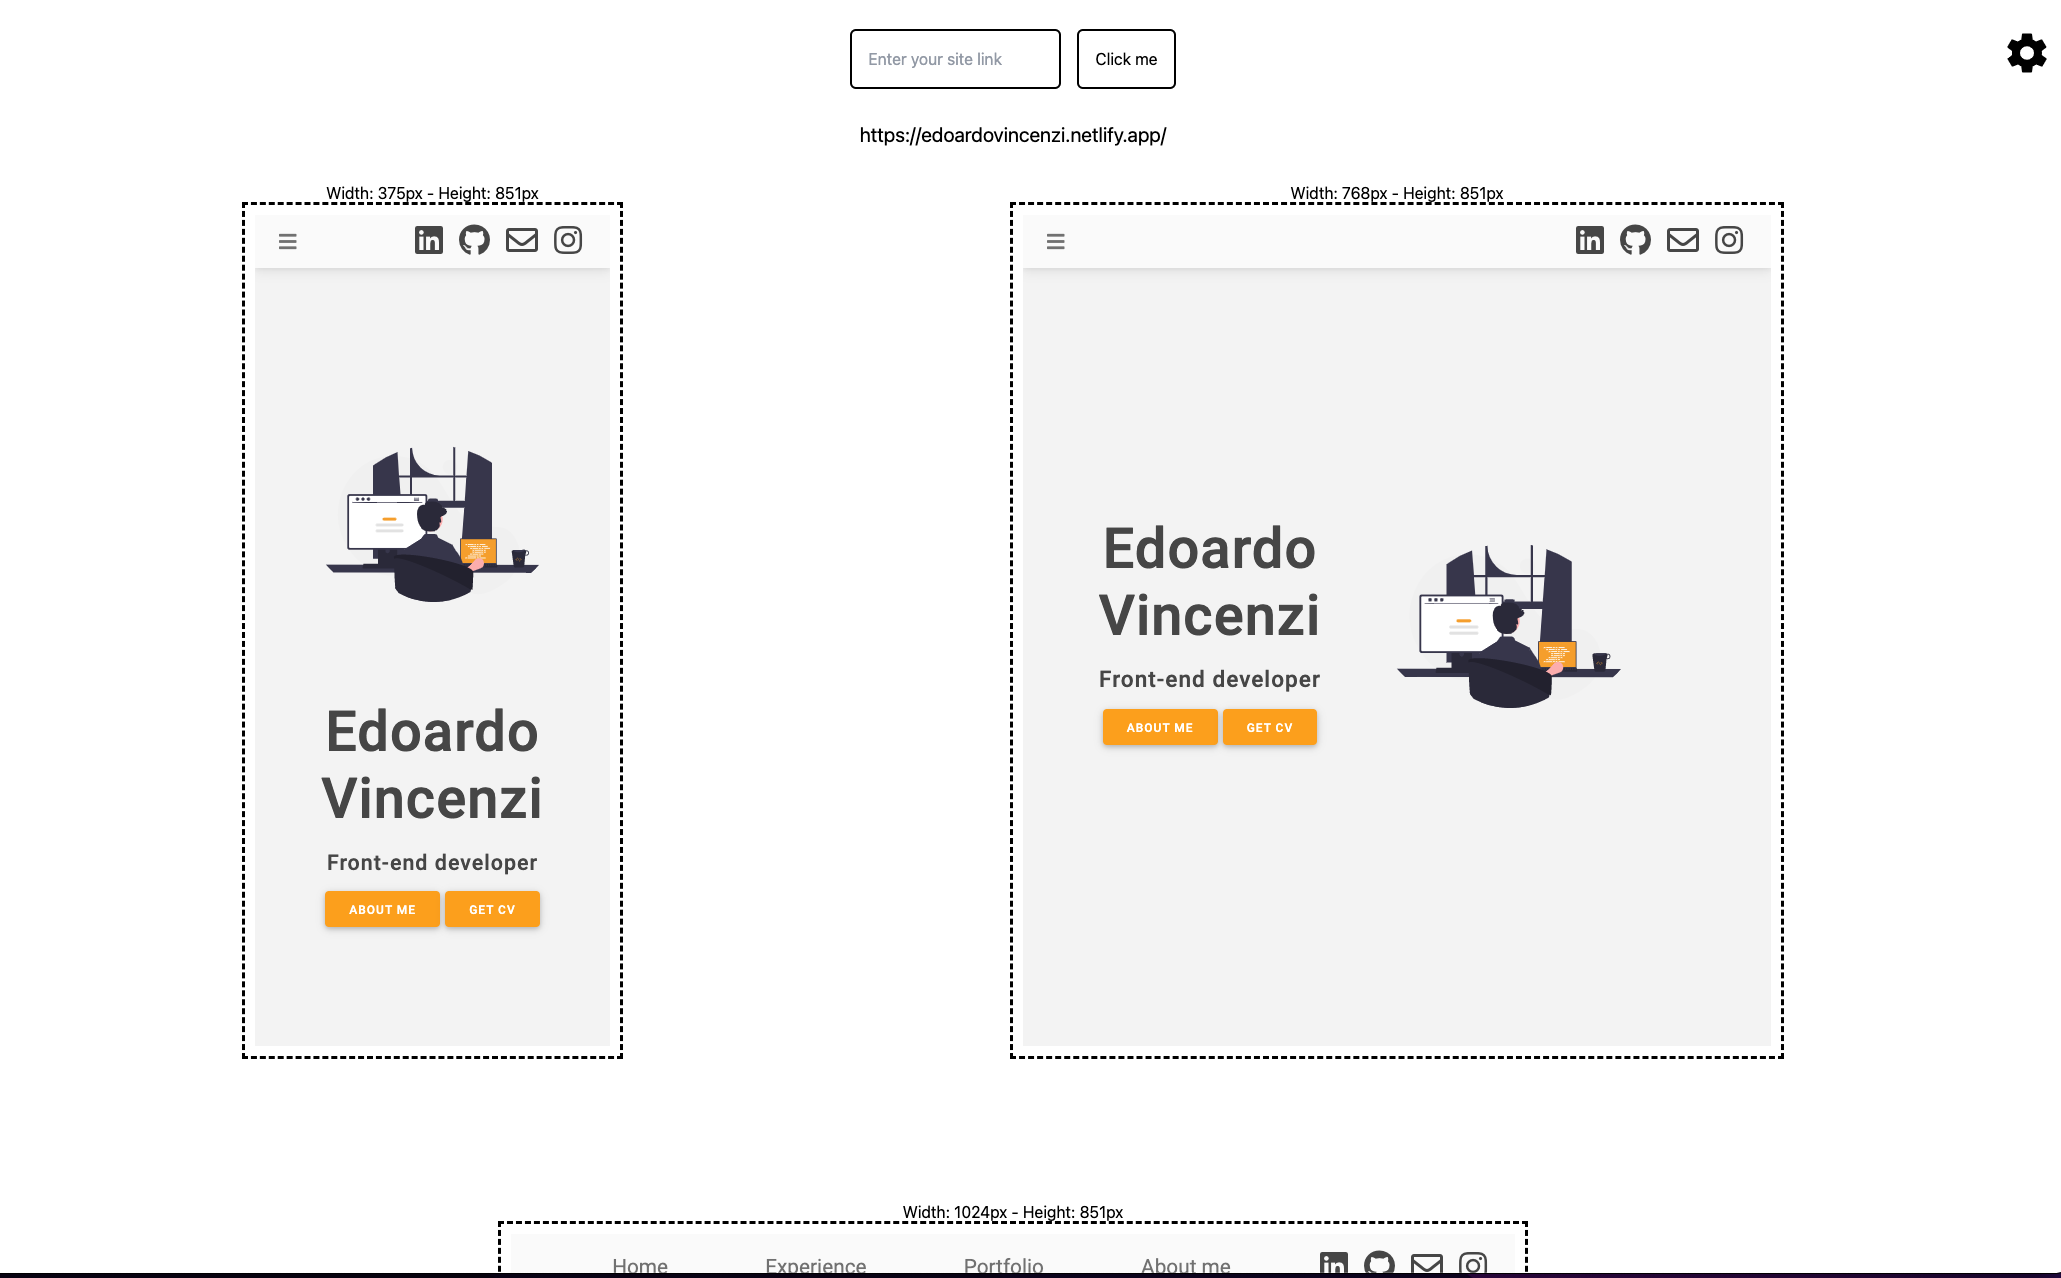 Enter your site link
Click me
https://edoardovincenzi.netlify.app/
Width: 375px - Height: 851px
Edoardo
Vincenzi
Front-end developer
ABOUT ME
GET CV
Width: 768px - Height: 851px
Edoardo
Vincenzi
Front-end developer
ABOUT ME
GET CV
Width: 1024px - Height: 851px
Home
Experience
Portfolio
About me